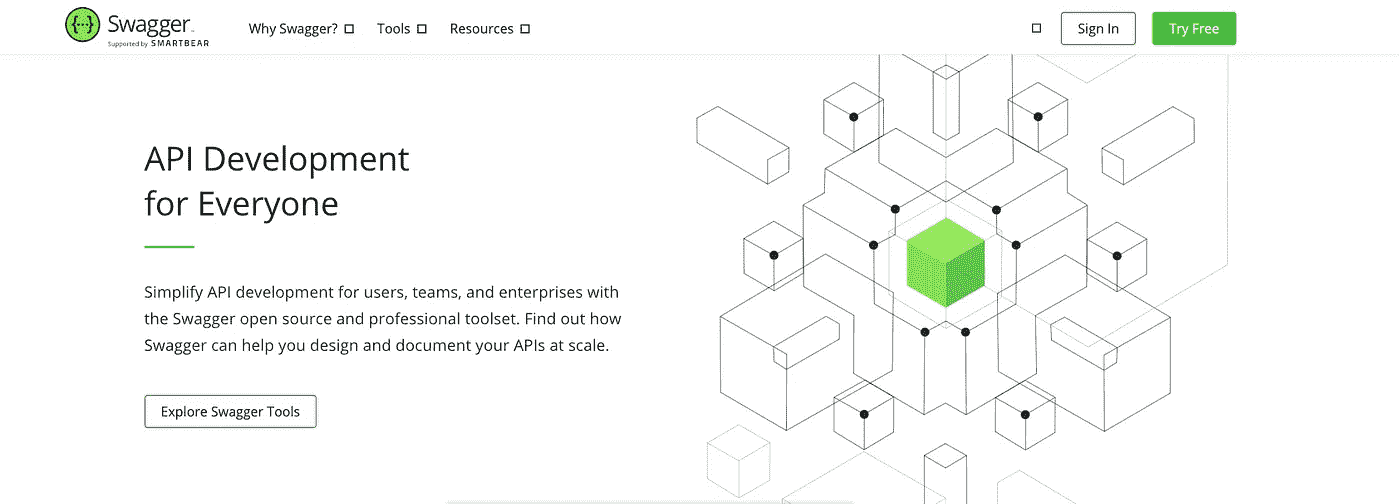 {···} Swagger
Supported by SMARTBEAR
Why Swagger?
Tools
Resources
Sign In
Try Free
API Development
for Everyone
Simplify API development for users, teams, and enterprises with
the Swagger open source and professional toolset. Find out how
Swagger can help you design and document your APIs at scale.
Explore Swagger Tools